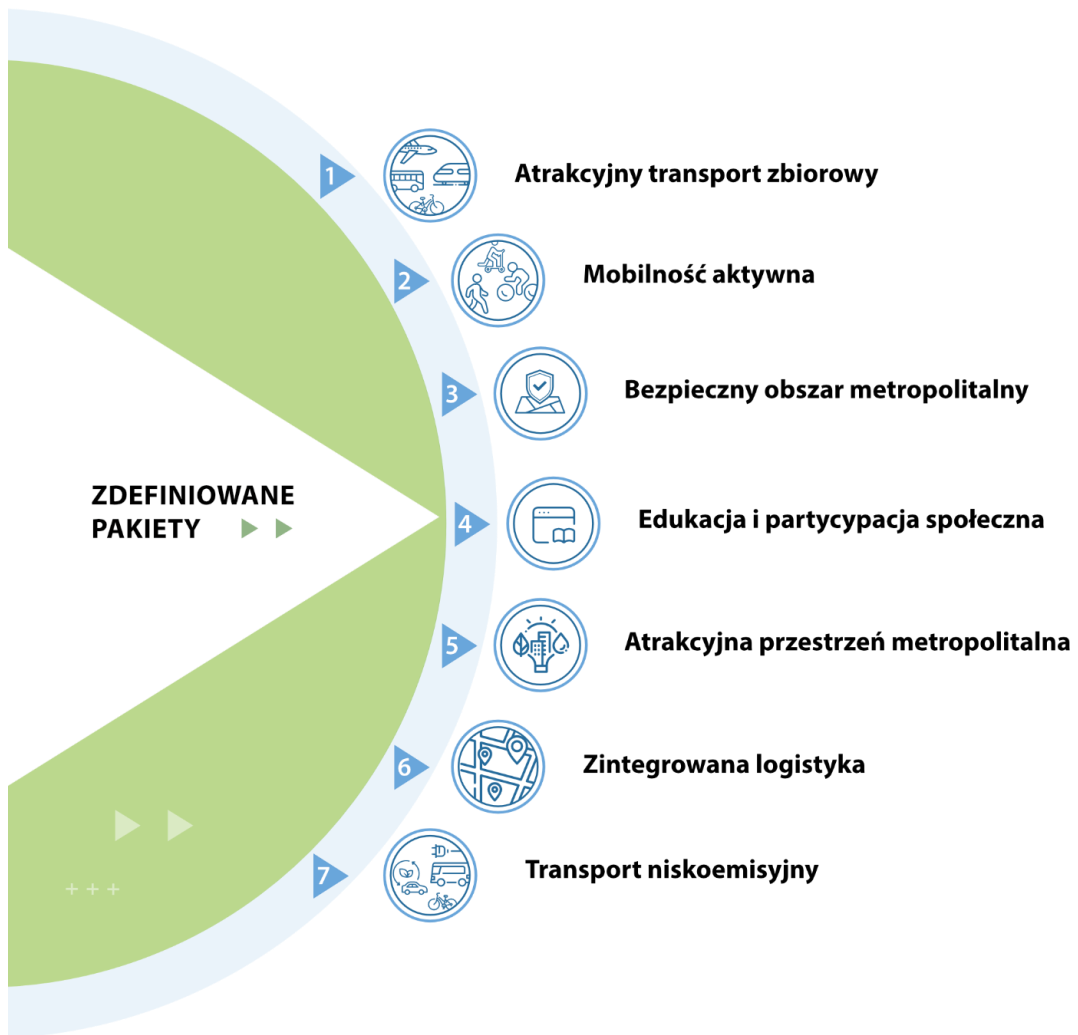 1
Atrakcyjny transport zbiorowy
2
Mobilność aktywna
3
Bezpieczny obszar metropolitalny
ZDEFINIOWANE
PAKIETY
4
Edukacja i partycypacja społeczna
5
Atrakcyjna przestrzeń metropolitalna
6
Zintegrowana logistyka
7
Transport niskoemisyjny